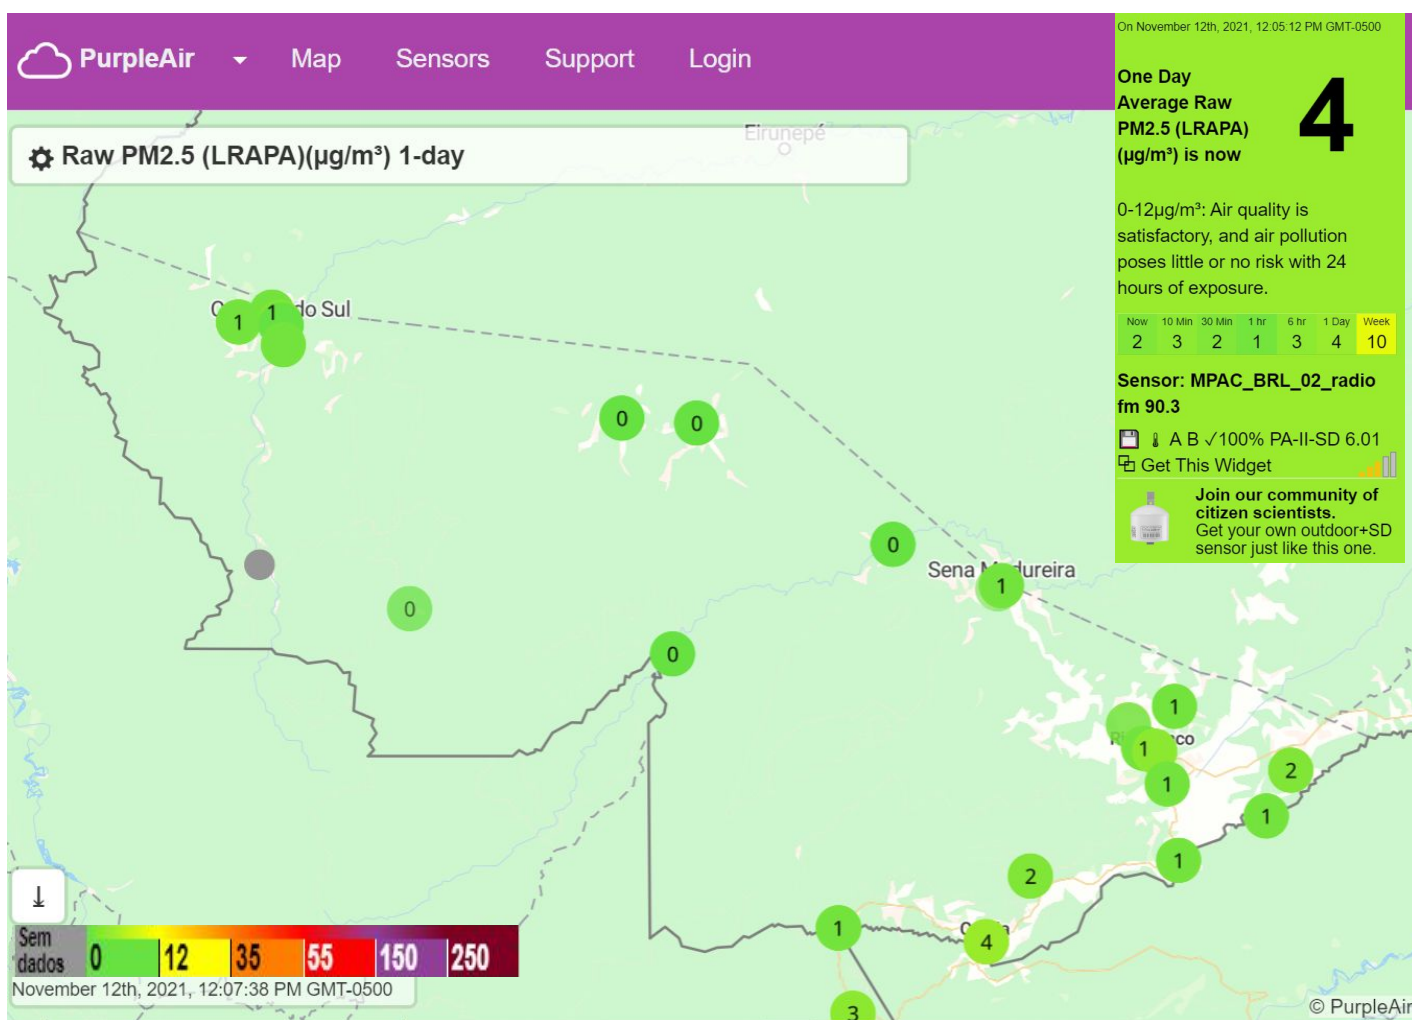 PurpleAir
Map
Sensors
Support
Login
On November 12th, 2021, 12:05:12 PM GMT-0500
One Day
Average Raw
PM2.5 (LRAPA)
(µg/m³) is now
4
0-12µg/m³: Air quality is
satisfactory, and air pollution
poses little or no risk with 24
hours of exposure.
Now 10 Min 30 Min 1 hr 6 hr 1 Day Week
2 3 2 1 3 4 10
Sensor: MPAC_BRL_02_radio
fm 90.3
A B ✓100% PA-II-SD 6.01
Get This Widget
Join our community of
citizen scientists.
Get your own outdoor+SD
sensor just like this one.
Eirunepé
Raw PM2.5 (LRAPA)(µg/m³) 1-day
do Sul
1
1
0
0
0
Sena
1
0
0
1
1
1
2
1
1
2
1
4
3
Sem
dados
0 12 35 55 150 250
November 12th, 2021, 12:07:38 PM GMT-0500
© PurpleAir